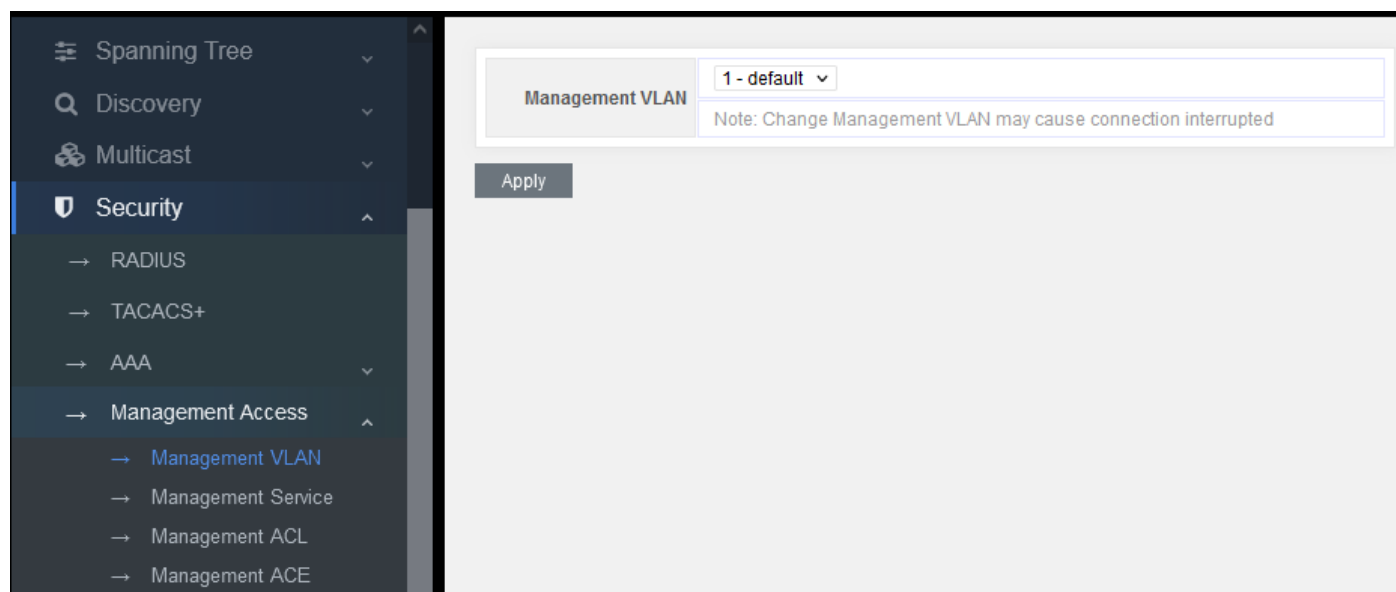 Spanning Tree
Discovery
Multicast
Security
→ RADIUS
→ TACACS+
→ AAA
→ Management Access
→ Management VLAN
→ Management Service
→ Management ACL
→ Management ACE
Management VLAN
1 - default
Note: Change Management VLAN may cause connection interrupted
Apply